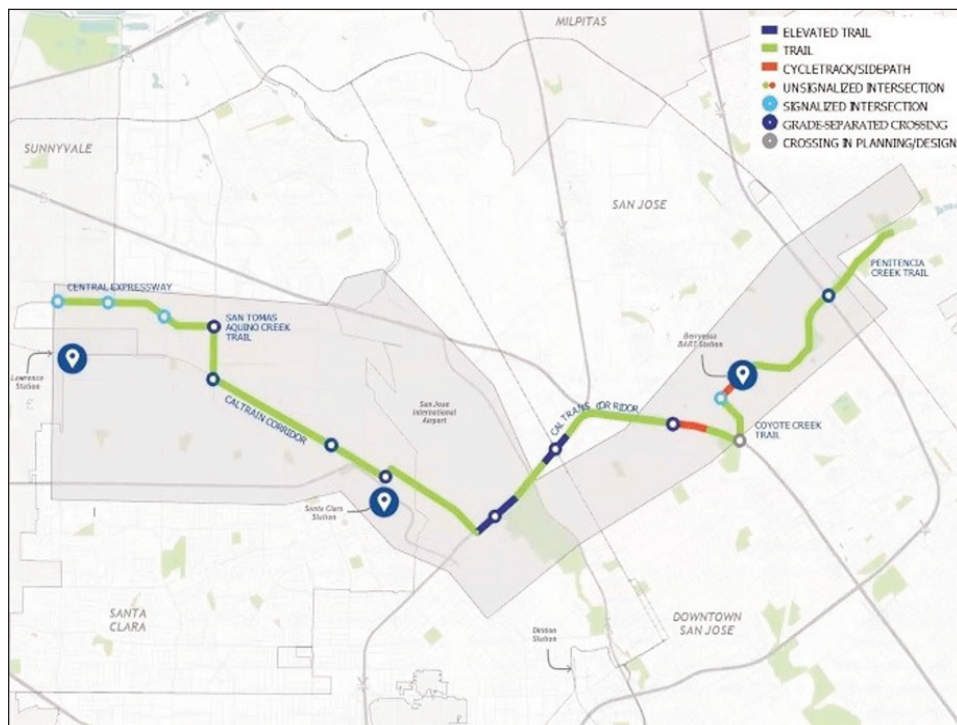 MILPITAS
ELEVATED TRAIL
TRAIL
CYCLETRACK/SIDEPATH
UNSIGNALIZED INTERSECTION
SIGNALIZED INTERSECTION
GRADE-SEPARATED CROSSING
CROSSING IN PLANNING/DESIGN
SUNNYVALE
SAN JOSE
PENITENCIA
CREEK TRAIL
CENTRAL EXPRESSWAY
SAN TOMAS
AQUINO CREEK
TRAIL
Berryessa
BART Station
Lawrence
Station
CALTRAIN CORRIDOR
San Jose
International
Airport
CALTRANS CORRIDOR
COYOTE CREEK
TRAIL
Santa Clara
Station
SANTA
CLARA
Diridon
Station
DOWNTOWN
SAN JOSE